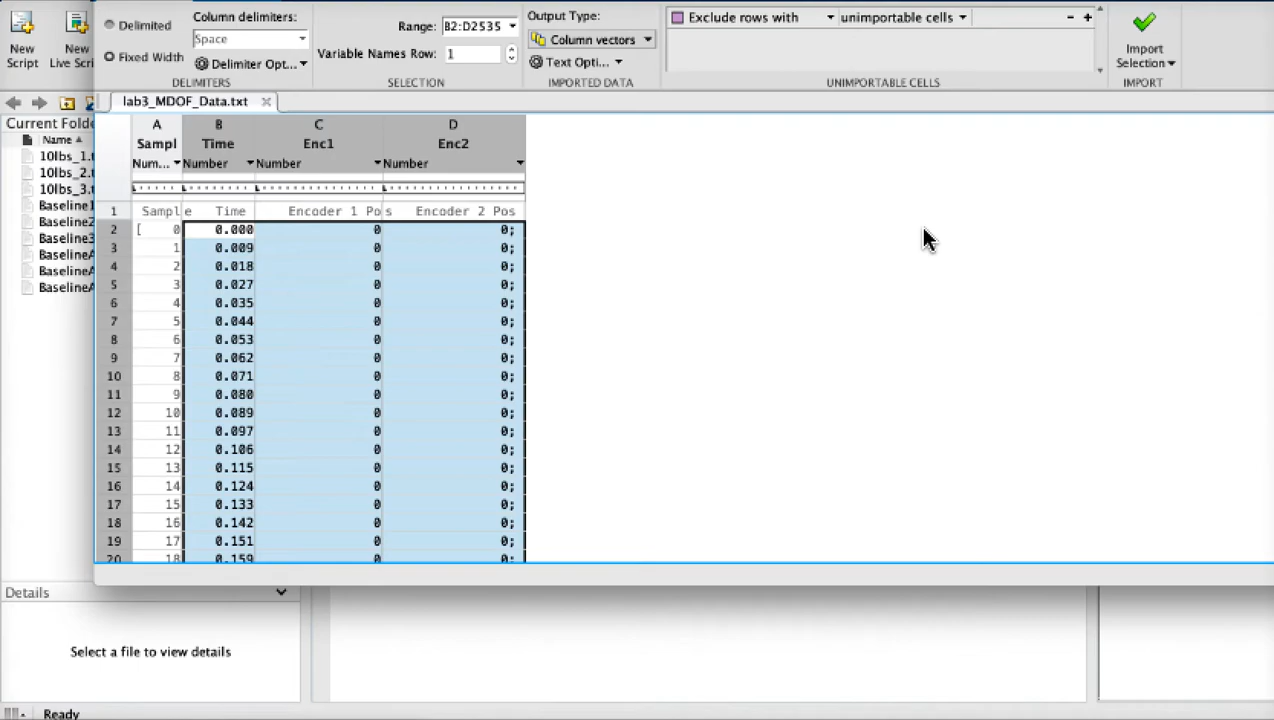 New
Script
New
Live Scri
Delimited
Fixed Width
Column delimiters:
Space
Delimiter Opt...
DELIMITERS
Range: B2:D2535
Variable Names Row: 1
SELECTION
Output Type:
Column vectors
Text Opti...
IMPORTED DATA
Exclude rows with
unimportable cells
- +
UNIMPORTABLE CELLS
Import
Selection
IMPORT
lab3_MDOF_Data.txt
Current Folde
Name
10lbs_1.t
10lbs_2.t
10lbs_3.t
Baseline1
Baseline2
Baseline3
BaselineA
BaselineA
BaselineA
A B C D
Sampl Time Enc1 Enc2
Num... Number Number Number
1 Sampl e Time Encoder 1 Po s Encoder 2 Pos
2 [ 0 0.000 0 0;
3 1 0.009 0 0;
4 2 0.018 0 0;
5 3 0.027 0 0;
6 4 0.035 0 0;
7 5 0.044 0 0;
8 6 0.053 0 0;
9 7 0.062 0 0;
10 8 0.071 0 0;
11 9 0.080 0 0;
12 10 0.089 0 0;
13 11 0.097 0 0;
14 12 0.106 0 0;
15 13 0.115 0 0;
16 14 0.124 0 0;
17 15 0.133 0 0;
18 16 0.142 0 0;
19 17 0.151 0 0;
20 18 0.159 0 0;
Details
Select a file to view details
Ready